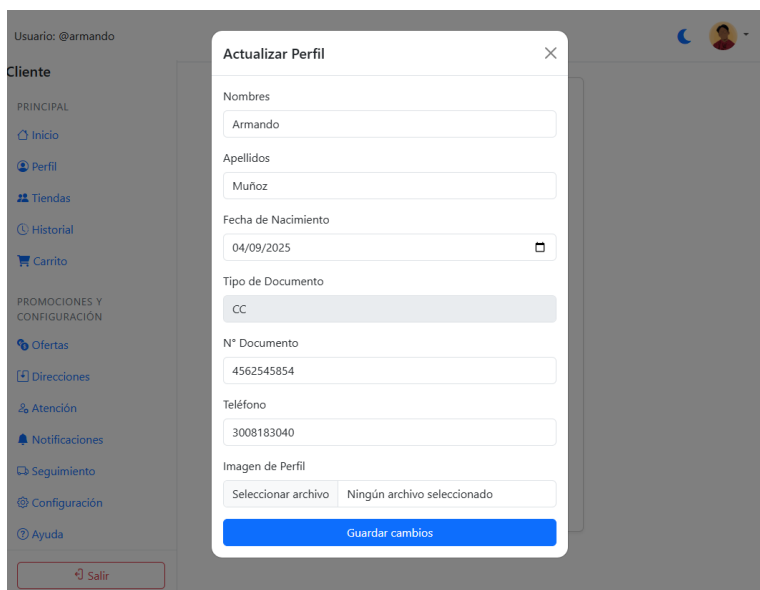 Usuario: @armando
Cliente
PRINCIPAL
Inicio
Perfil
Tiendas
Historial
Carrito
PROMOCIONES Y
CONFIGURACIÓN
Ofertas
Direcciones
Atención
Notificaciones
Seguimiento
Configuración
Ayuda
Salir
Actualizar Perfil
Nombres
Armando
Apellidos
Muñoz
Fecha de Nacimiento
04/09/2025
Tipo de Documento
CC
N° Documento
4562545854
Teléfono
3008183040
Imagen de Perfil
Seleccionar archivo Ningún archivo seleccionado
Guardar cambios